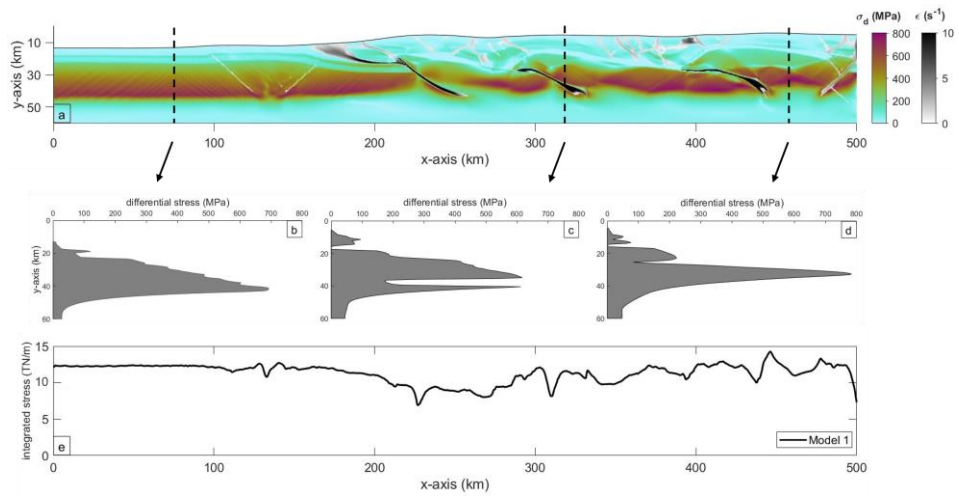 σd (MPa) ϵ (s⁻¹)
y-axis (km)
10
30
50
a
0 100 200 300 400 500
x-axis (km)
800
600
400
200
0
10
5
0
differential stress (MPa)
0 100 200 300 400 500 600 700 800
b
y-axis (km)
0
20
40
60
differential stress (MPa)
0 100 200 300 400 500 600 700 800
c
0
20
40
60
differential stress (MPa)
0 100 200 300 400 500 600 700 800
d
0
20
40
60
integrated stress (TN/m)
15
10
5
0
e
Model 1
0 100 200 300 400 500
x-axis (km)